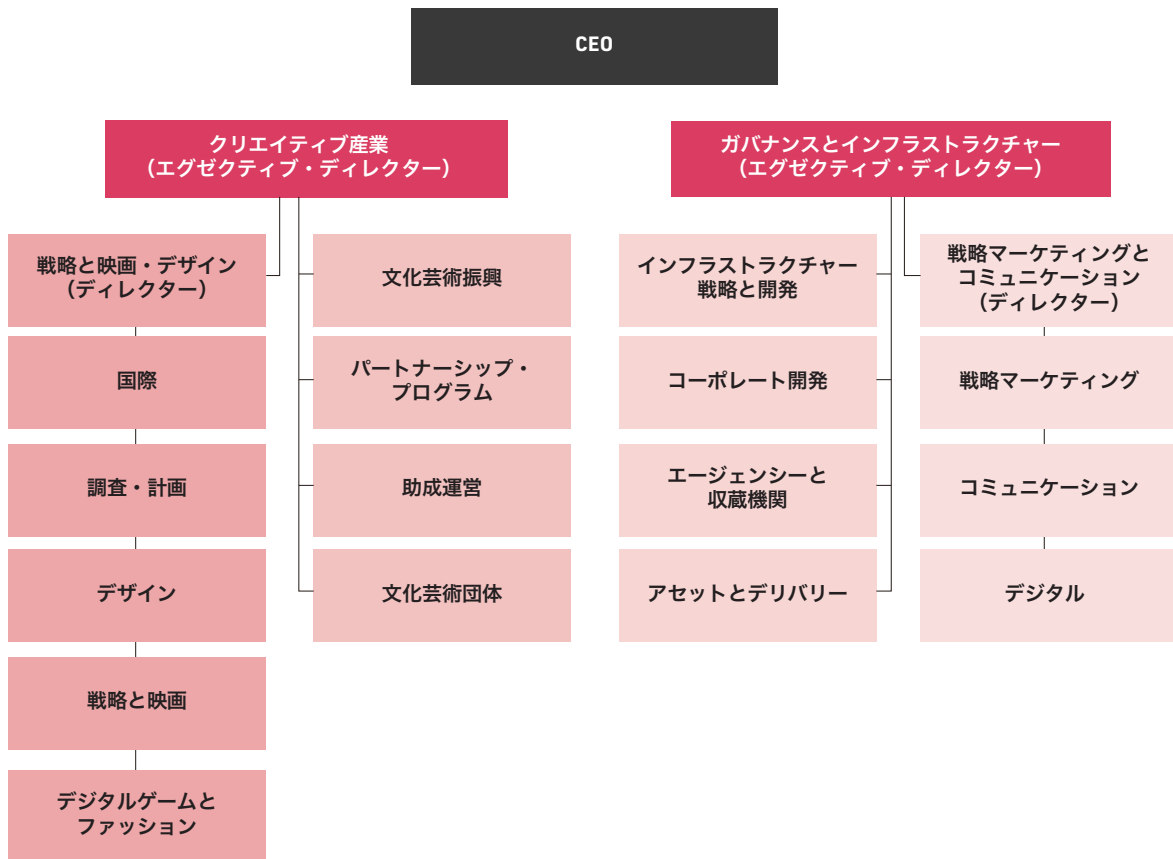 CEO
クリエイティブ産業
（エグゼクティブ・ディレクター）
戦略と映画・デザイン
（ディレクター）
国際
調査・計画
デザイン
戦略と映画
デジタルゲームと
ファッション
文化芸術振興
パートナーシップ・
プログラム
助成運営
文化芸術団体
ガバナンスとインフラストラクチャー
（エグゼクティブ・ディレクター）
インフラストラクチャー
戦略と開発
コーポレート開発
エージェンシーと
収蔵機関
アセットとデリバリー
戦略マーケティングと
コミュニケーション
（ディレクター）
戦略マーケティング
コミュニケーション
デジタル